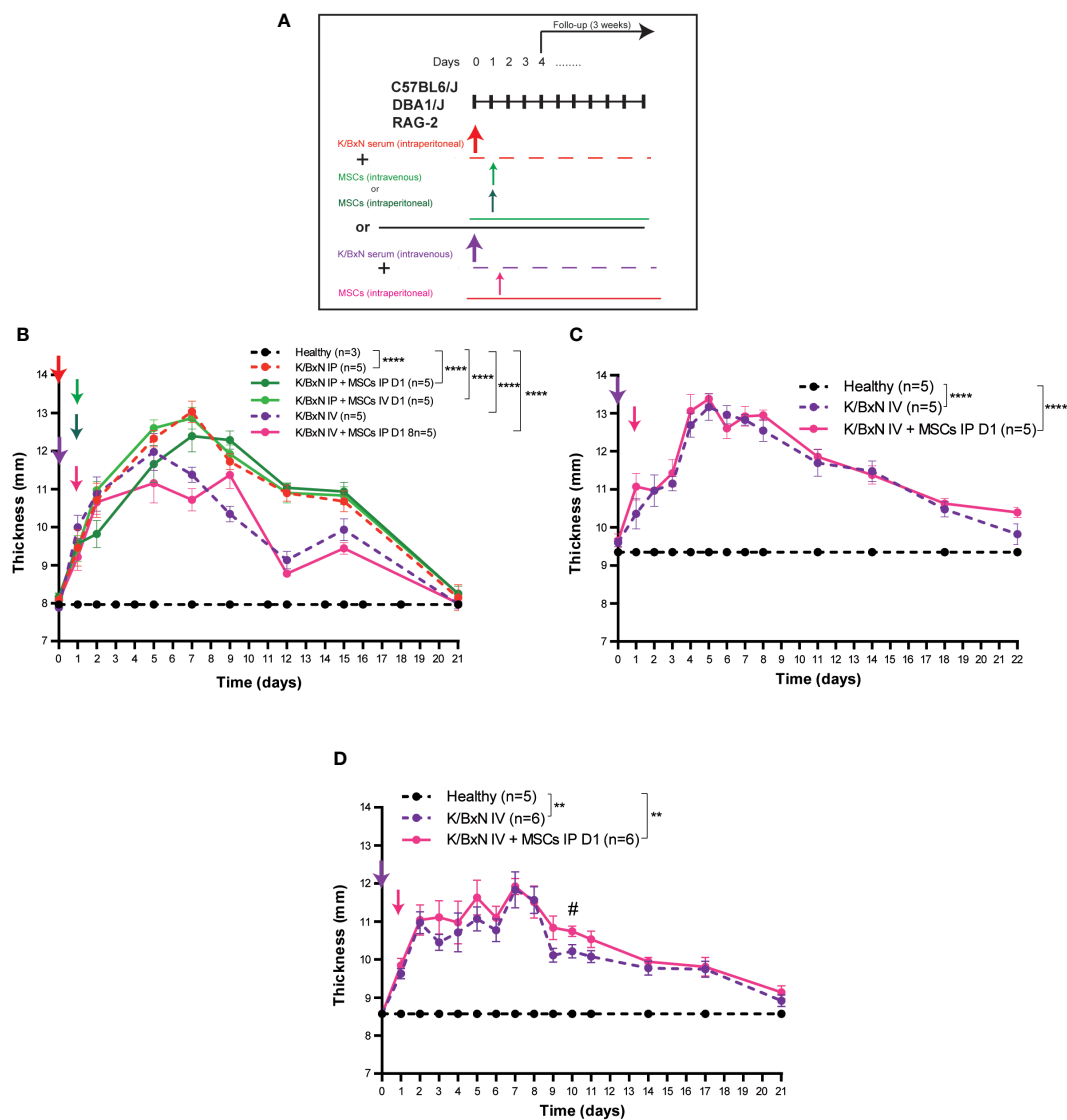 A
Follo-up (3 weeks)
Days 0 1 2 3 4 ........
C57BL6/J
DBA1/J
RAG-2
K/BxN serum (intraperitoneal)
+
MSCs (intravenous)
or
MSCs (intraperitoneal)
or
K/BxN serum (intravenous)
+
MSCs (intraperitoneal)
B
Healthy (n=3)
K/BxN IP (n=5)
K/BxN IP + MSCs IP D1 (n=5)
K/BxN IP + MSCs IV D1 (n=5)
K/BxN IV (n=5)
K/BxN IV + MSCs IP D1 8n=5)
****
****
****
****
****
14
13
12
11
10
9
8
7
Thickness (mm)
0 1 2 3 4 5 6 7 8 9 10 11 12 13 14 15 16 17 18 19 20 21
Time (days)
C
Healthy (n=5)
K/BxN IV (n=5)
K/BxN IV + MSCs IP D1 (n=5)
****
****
14
13
12
11
10
9
8
7
Thickness (mm)
0 1 2 3 4 5 6 7 8 9 10 11 12 13 14 15 16 17 18 19 20 21 22
Time (days)
D
Healthy (n=5)
K/BxN IV (n=6)
K/BxN IV + MSCs IP D1 (n=6)
**
**
#
14
13
12
11
10
9
8
7
Thickness (mm)
0 1 2 3 4 5 6 7 8 9 10 11 12 13 14 15 16 17 18 19 20 21
Time (days)